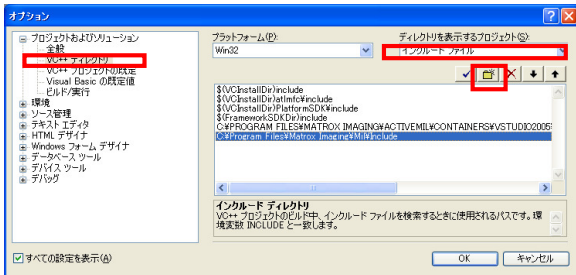 オプション
プロジェクトおよびソリューション
全般
VC++ ディレクトリ
VC++ プロジェクトの既定
Visual Basic の既定値
ビルド/実行
環境
ソース管理
テキスト エディタ
HTML デザイナ
Windows フォーム デザイナ
データベース ツール
デバイス ツール
デバッグ
すべての設定を表示(A)
プラットフォーム(P):
Win32
ディレクトリを表示するプロジェクト(S):
インクルード ファイル
$(VCInstallDir)include
$(VCInstallDir)atlmfc¥include
$(VCInstallDir)PlatformSDK¥include
$(FrameworkSDKDir)include
C:¥PROGRAM FILES¥MATROX IMAGING¥ACTIVEMIL¥CONTAINERS¥VSTUDIO2005
C:¥Program Files¥Matrox Imaging¥Mil¥Include
インクルード ディレクトリ
VC++ プロジェクトのビルド中、インクルード ファイルを検索するときに使用されるパスです。環
境変数 INCLUDE と一致します。
OK
キャンセル